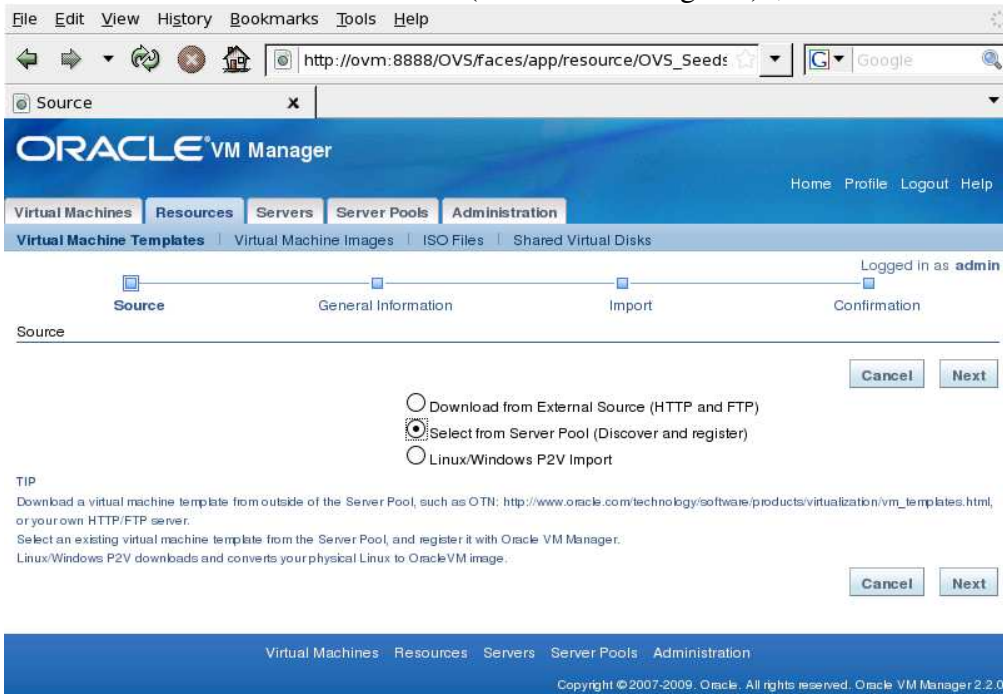 File Edit View History Bookmarks Tools Help
http://ovm:8888/OVS/faces/app/resource/OVS_Seeds
G Google
Source x
ORACLE VM Manager
Home Profile Logout Help
Virtual Machines Resources Servers Server Pools Administration
Virtual Machine Templates | Virtual Machine Images | ISO Files | Shared Virtual Disks
Logged in as admin
Source General Information Import Confirmation
Source
Cancel Next
Download from External Source (HTTP and FTP)
Select from Server Pool (Discover and register)
Linux/Windows P2V Import
TIP
Download a virtual machine template from outside of the Server Pool, such as OTN: http://www.oracle.com/technology/software/products/virtualization/vm_templates.html,
or your own HTTP/FTP server.
Select an existing virtual machine template from the Server Pool, and register it with Oracle VM Manager.
Linux/Windows P2V downloads and converts your physical Linux to OracleVM image.
Cancel Next
Virtual Machines Resources Servers Server Pools Administration
Copyright ©2007-2009. Oracle. All rights reserved. Oracle VM Manager 2.2.0